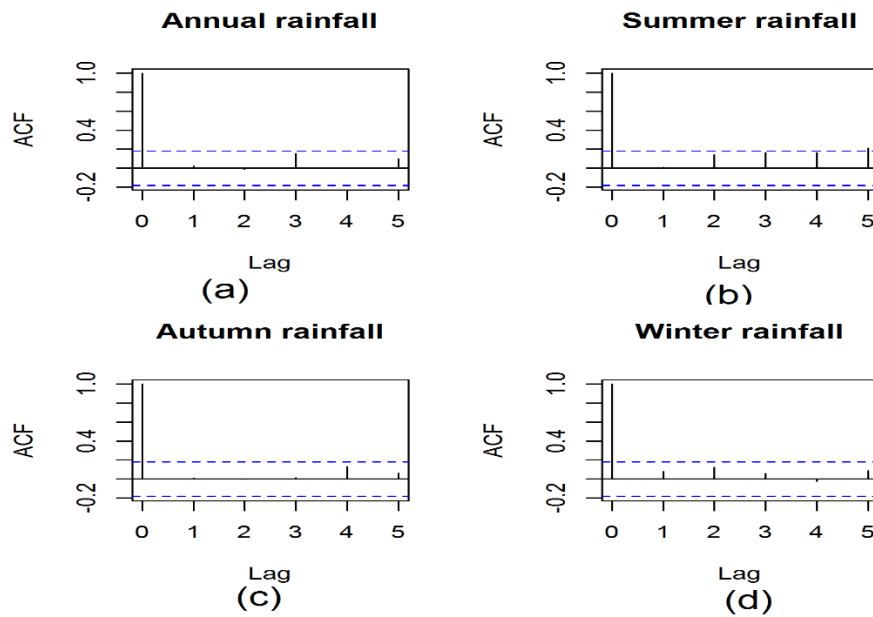 Annual rainfall
ACF
1.0
0.4
-0.2
0 1 2 3 4 5
Lag
(a)
Summer rainfall
ACF
1.0
0.4
-0.2
0 1 2 3 4 5
Lag
(b)
Autumn rainfall
ACF
1.0
0.4
-0.2
0 1 2 3 4 5
Lag
(c)
Winter rainfall
ACF
1.0
0.4
-0.2
0 1 2 3 4 5
Lag
(d)